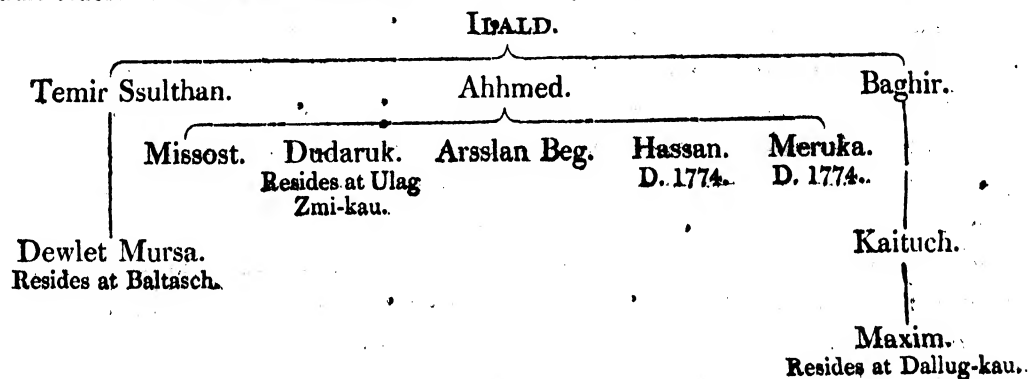 IDALD.
Temir Ssulthan. Ahhmed. Baghir.
Missost. Dudaruk. Arsslan Beg. Hassan. Meruka.
Resides at Ulag D. 1774. D. 1774.
Zmi-kau.
Dewlet Mursa. Kaituch.
Resides at Baltasch.
Maxim.
Resides at Dallug-kau.